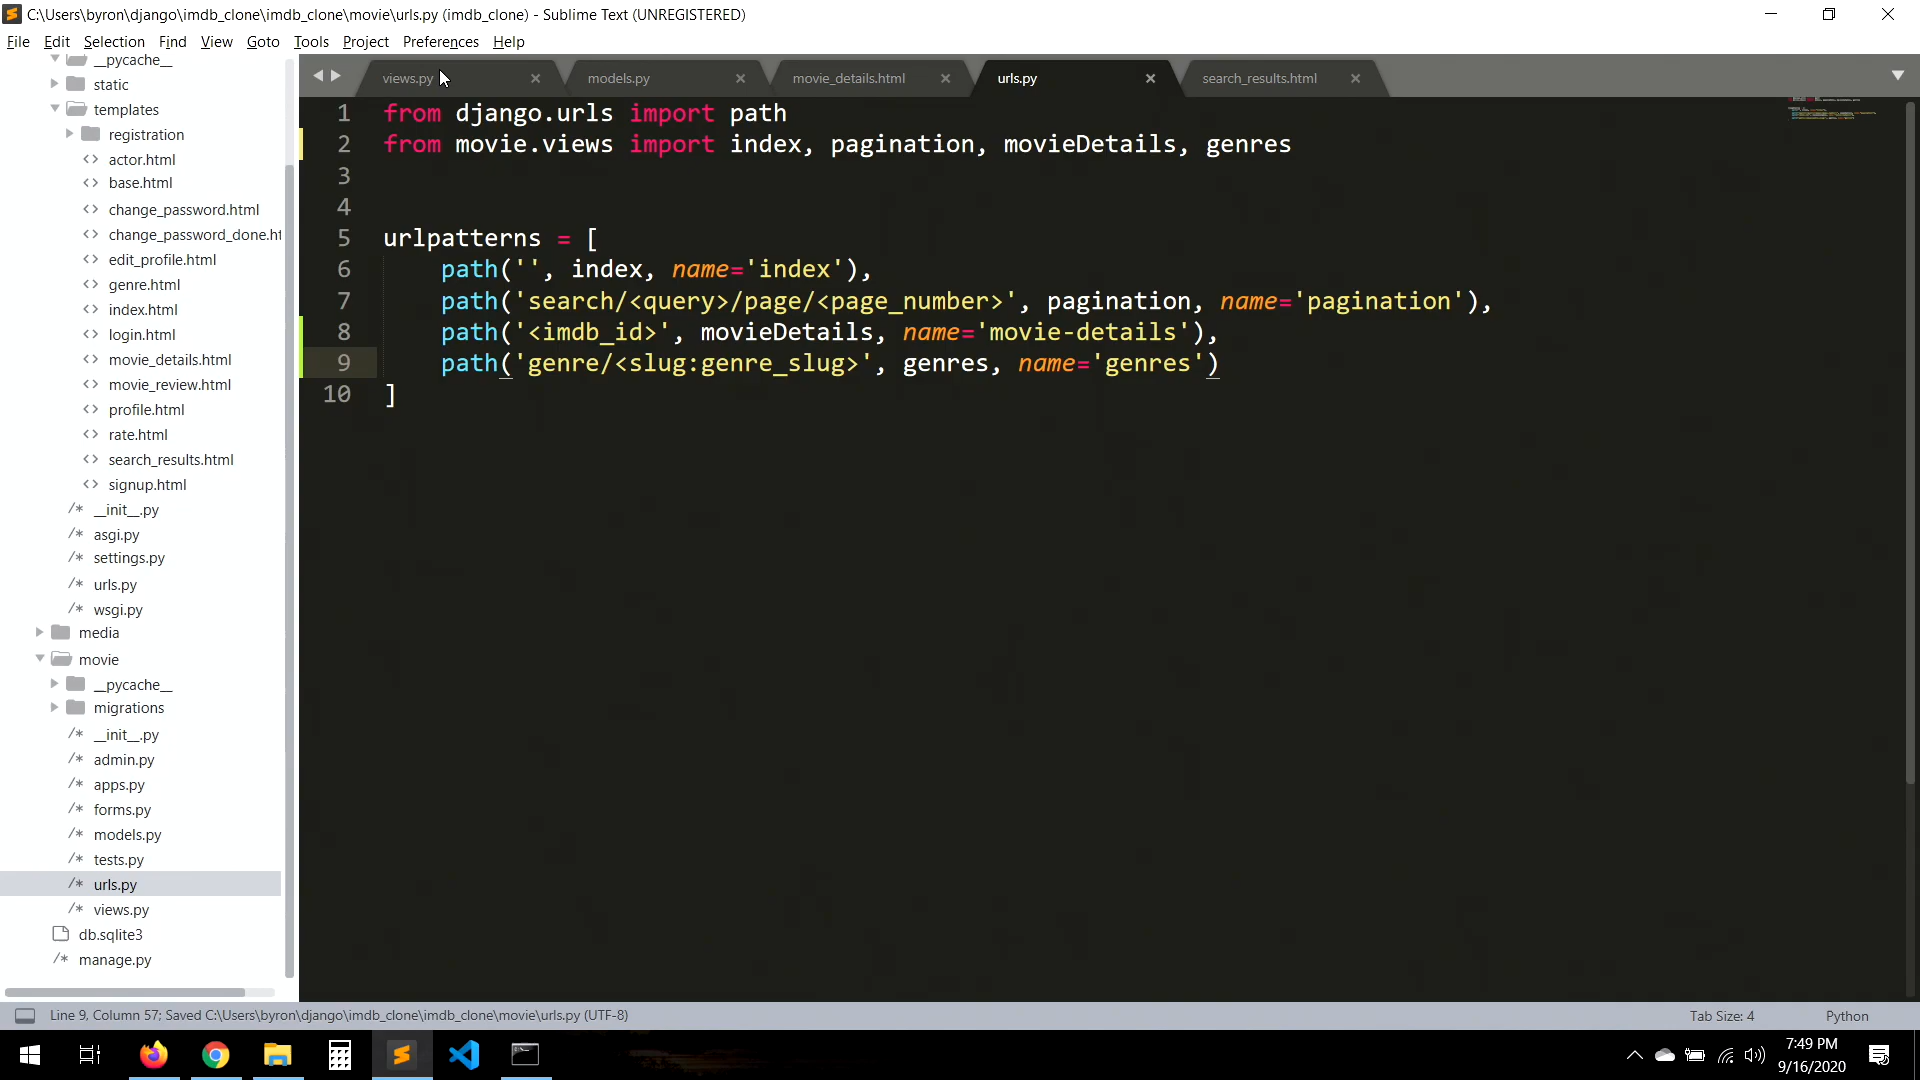 C:\Users\byron\django\imdb_clone\imdb_clone\movie\urls.py (imdb_clone) - Sublime Text (UNREGISTERED)
File Edit Selection Find View Goto Tools Project Preferences Help
views.py models.py movie_details.html urls.py search_results.html
__pycache__
static
templates
registration
actor.html
base.html
change_password.html
change_password_done.ht
edit_profile.html
genre.html
index.html
login.html
movie_details.html
movie_review.html
profile.html
rate.html
search_results.html
signup.html
__init__.py
asgi.py
settings.py
urls.py
wsgi.py
media
movie
__pycache__
migrations
__init__.py
admin.py
apps.py
forms.py
models.py
tests.py
urls.py
views.py
db.sqlite3
manage.py
1 from django.urls import path
2 from movie.views import index, pagination, movieDetails, genres
3
4
5 urlpatterns = [
6 path('', index, name='index'),
7 path('search/<query>/page/<page_number>', pagination, name='pagination'),
8 path('<imdb_id>', movieDetails, name='movie-details'),
9 path('genre/<slug:genre_slug>', genres, name='genres')
10 ]
Line 9, Column 57; Saved C:\Users\byron\django\imdb_clone\imdb_clone\movie\urls.py (UTF-8) Tab Size: 4 Python
7:49 PM
9/16/2020